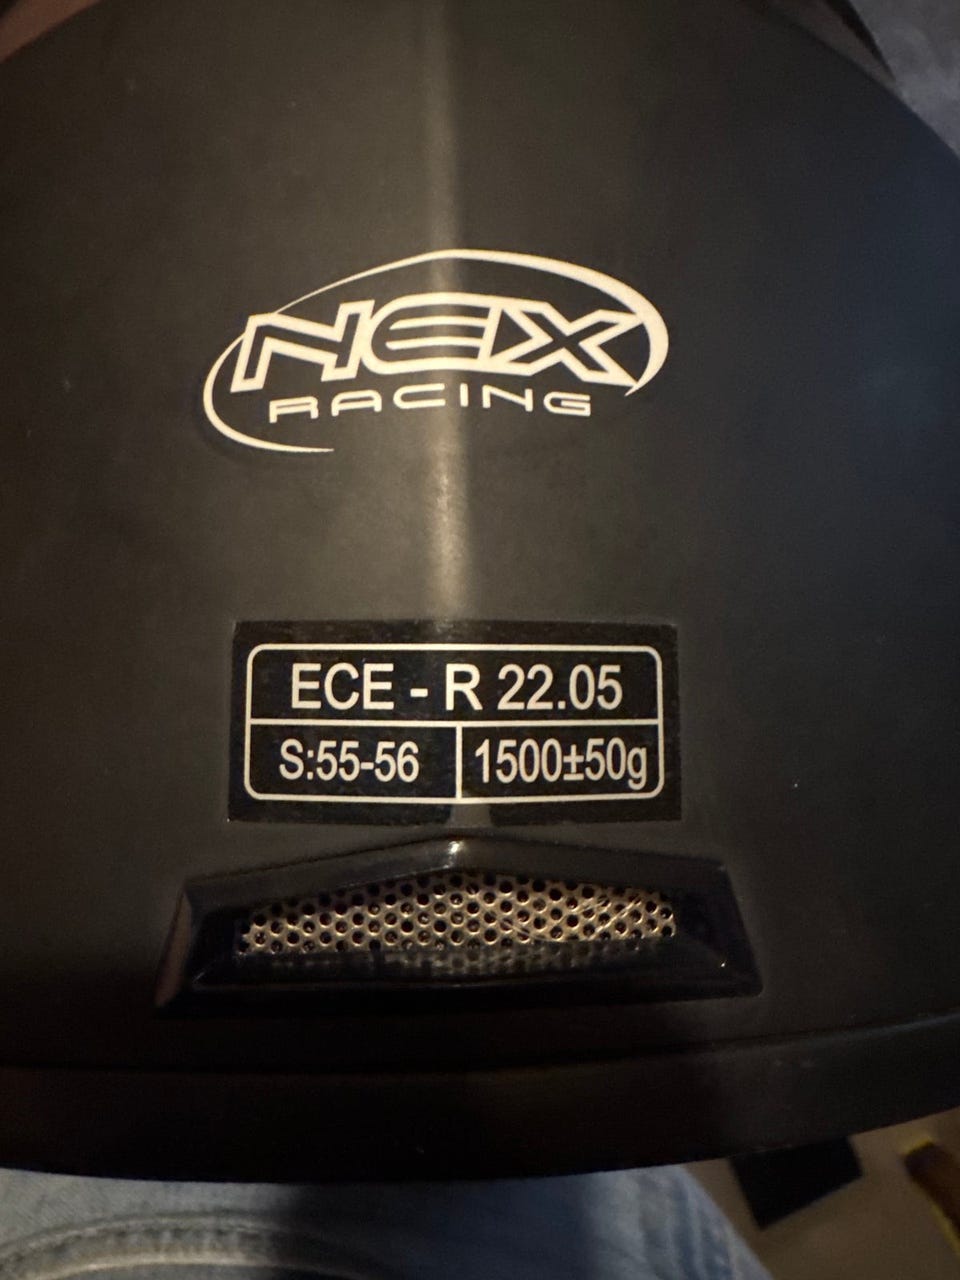 NEX
RACING
ECE - R 22.05
S:55-56
1500±50g